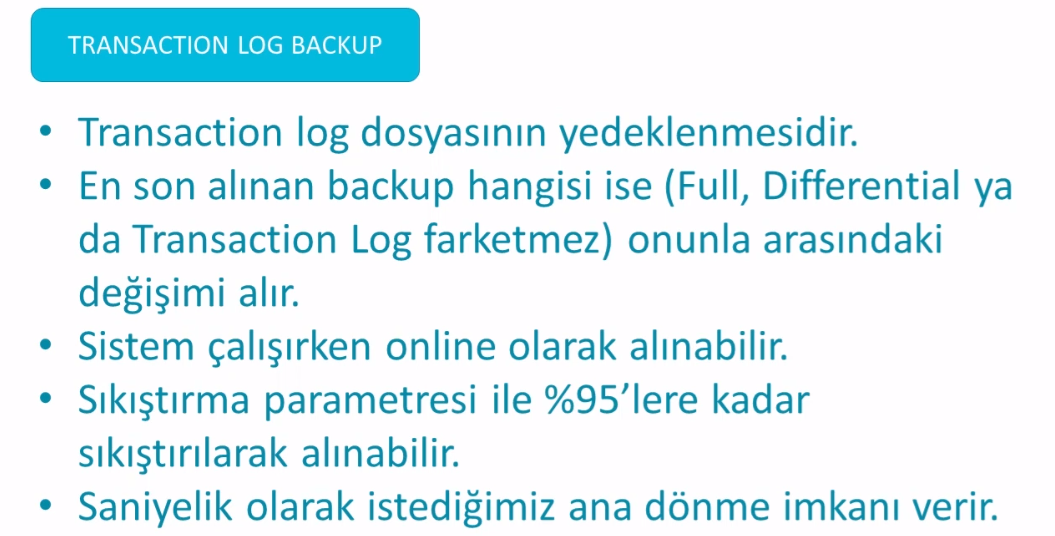 TRANSACTION LOG BACKUP
• Transaction log dosyasının yedeklenmesidir.
• En son alınan backup hangisi ise (Full, Differential ya
da Transaction Log farketmez) onunla arasındaki
değişimi alır.
• Sistem çalışırken online olarak alınabilir.
• Sıkıştırma parametresi ile %95’lere kadar
sıkıştırılarak alınabilir.
• Saniyelik olarak istediğimiz ana dönme imkanı verir.